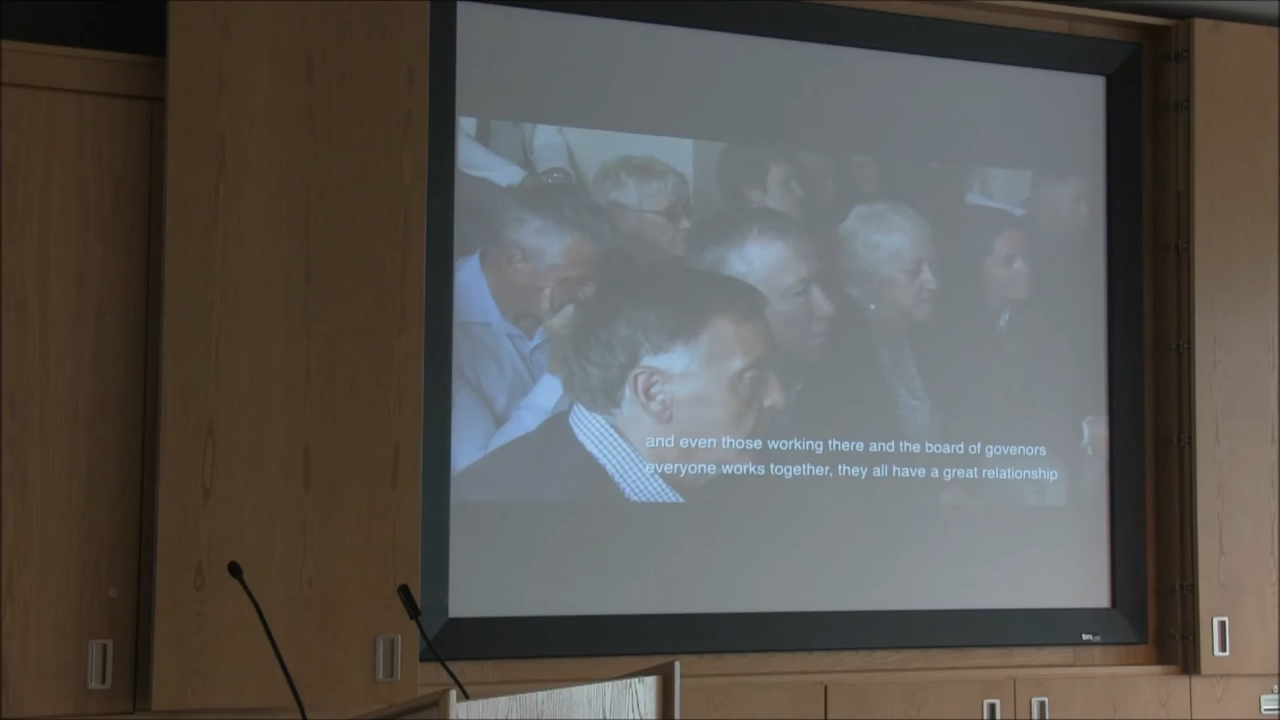 and even those working there and the board of govenors
everyone works together, they all have a great relationship